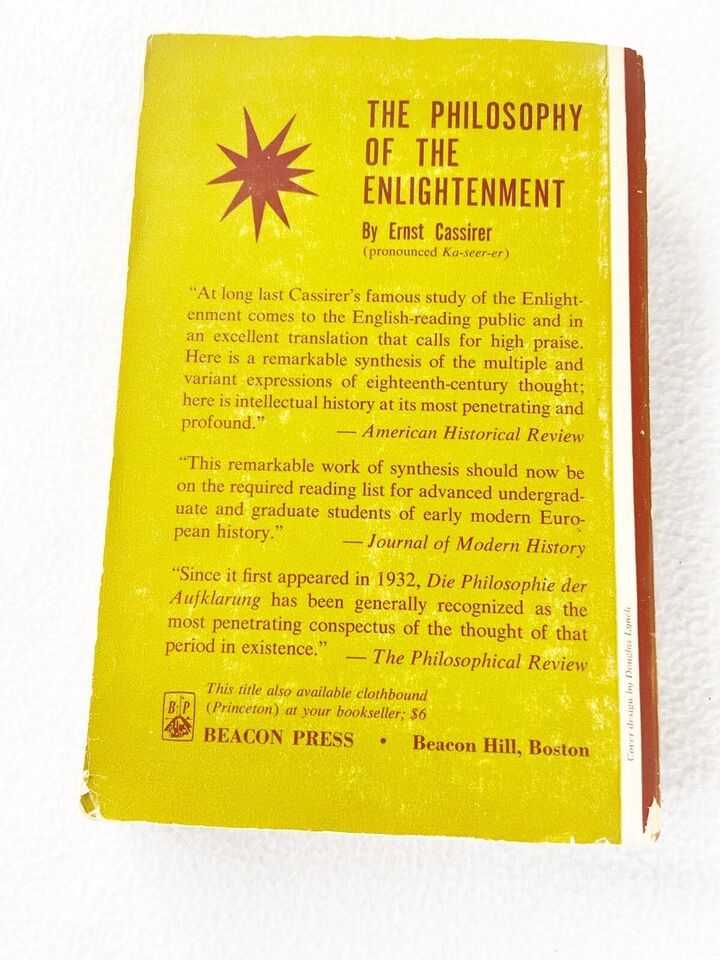 THE PHILOSOPHY
OF THE
ENLIGHTENMENT
By Ernst Cassirer
(pronounced Ka-seer-er)
“At long last Cassirer’s famous study of the Enlight-
enment comes to the English-reading public and in
an excellent translation that calls for high praise.
Here is a remarkable synthesis of the multiple and
variant expressions of eighteenth-century thought;
here is intellectual history at its most penetrating and
profound.”
— American Historical Review
“This remarkable work of synthesis should now be
on the required reading list for advanced undergrad-
uate and graduate students of early modern Euro-
pean history.”
— Journal of Modern History
“Since it first appeared in 1932, Die Philosophie der
Aufklarung has been generally recognized as the
most penetrating conspectus of the thought of that
period in existence.”
— The Philosophical Review
This title also available clothbound
(Princeton) at your bookseller; $6
B·P
BEACON PRESS • Beacon Hill, Boston
Cover design by Douglas Lynch